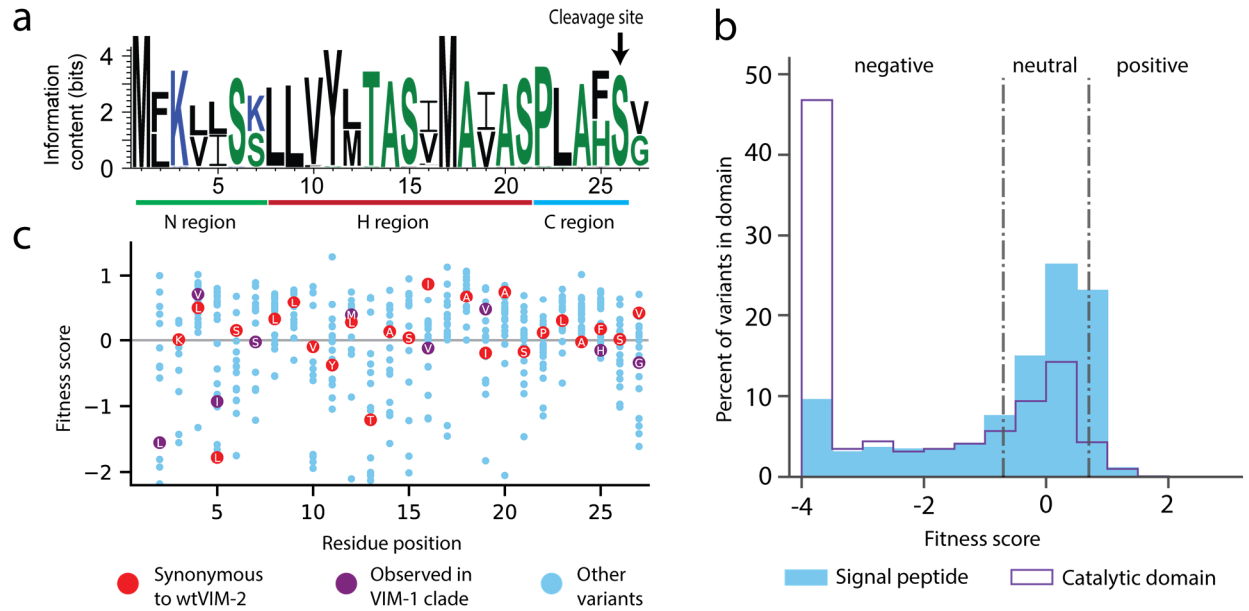 a
Cleavage site
Information
content (bits)
4
2
0
M F L K L V L I S K S L L V Y L M T A S I V M A I V A S P L A F H S V G
5 10 15 20 25
N region H region C region
b
Percent of variants in domain
50
40
30
20
10
0
negative neutral positive
-4 -2 0 2
Fitness score
Signal peptide Catalytic domain
c
Fitness score
1
0
−1
−2
L K V L I L S S L L V Y M L T A S I V A I V A S P L A F H S V G
5 10 15 20 25
Residue position
Synonymous
to wtVIM-2
Observed in
VIM-1 clade
Other
variants